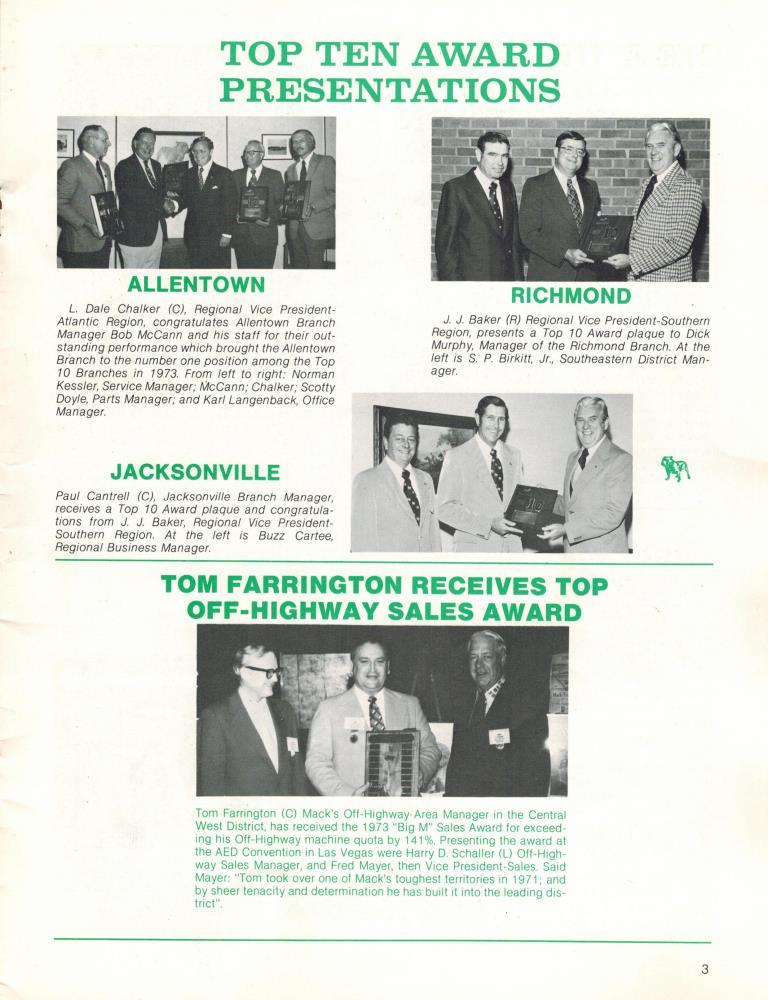 TOP TEN AWARD
PRESENTATIONS
ALLENTOWN
L. Dale Chalker (C), Regional Vice President-
Atlantic Region, congratulates Allentown Branch
Manager Bob McCann and his staff for their out-
standing performance which brought the Allentown
Branch to the number one position among the Top
10 Branches in 1973. From left to right: Norman
Kessler, Service Manager; McCann; Chalker; Scotty
Doyle, Parts Manager; and Karl Langenback, Office
Manager.
RICHMOND
J. J. Baker (R) Regional Vice President-Southern
Region, presents a Top 10 Award plaque to Dick
Murphy, Manager of the Richmond Branch. At the
left is S. P. Birkitt, Jr., Southeastern District Man-
ager.
JACKSONVILLE
Paul Cantrell (C), Jacksonville Branch Manager,
receives a Top 10 Award plaque and congratula-
tions from J. J. Baker, Regional Vice President-
Southern Region. At the left is Buzz Cartee,
Regional Business Manager.
TOM FARRINGTON RECEIVES TOP
OFF-HIGHWAY SALES AWARD
Tom Farrington (C) Mack's Off-Highway Area Manager in the Central
West District, has received the 1973 "Big M" Sales Award for exceed-
ing his Off-Highway machine quota by 141%. Presenting the award at
the AED Convention in Las Vegas were Harry D. Schaller (L) Off-High-
way Sales Manager, and Fred Mayer, then Vice President-Sales. Said
Mayer: "Tom took over one of Mack's toughest territories in 1971; and
by sheer tenacity and determination he has built it into the leading dis-
trict".
3